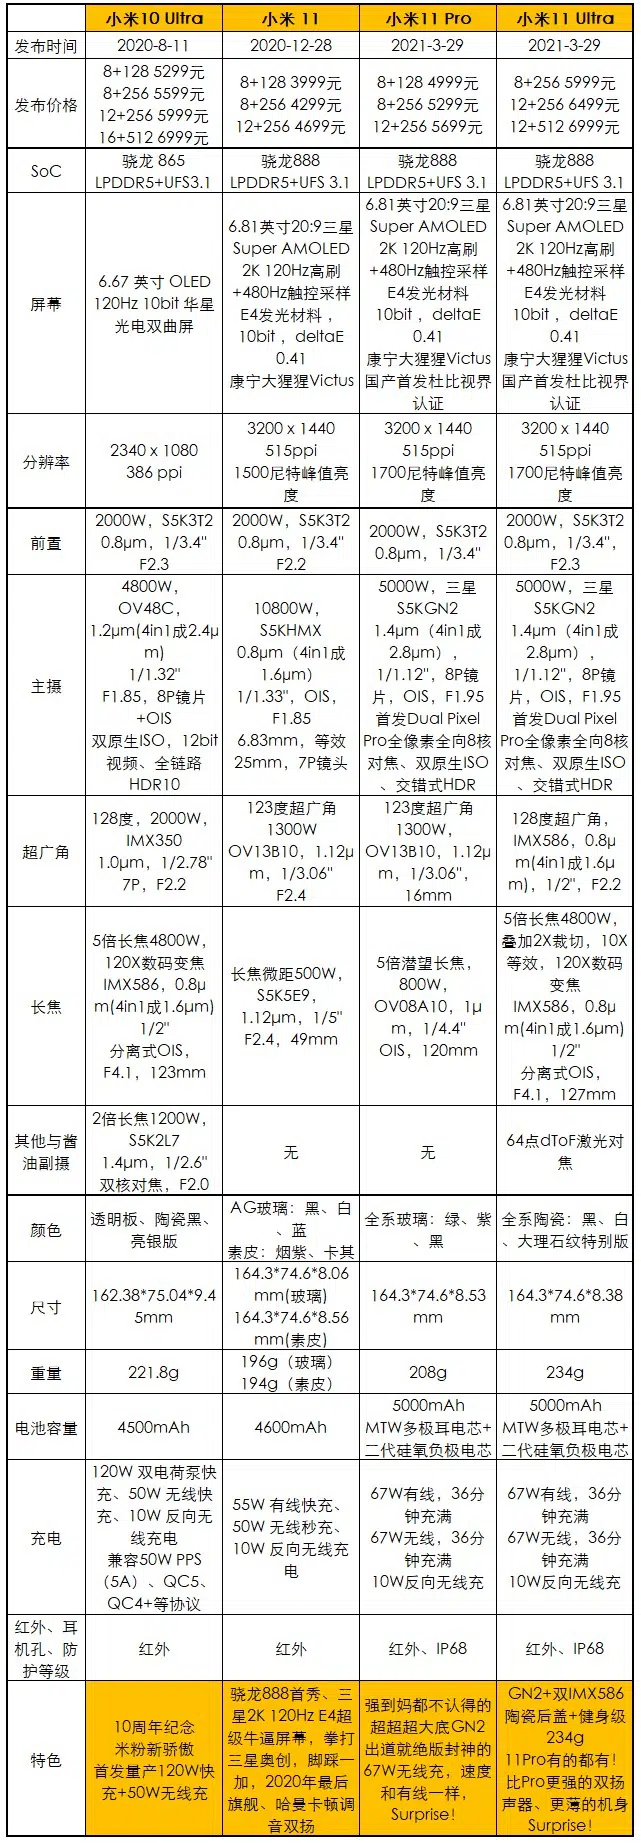 小米10 Ultra
小米 11
小米11 Pro
小米11 Ultra
发布时间
2020-8-11
2020-12-28
2021-3-29
2021-3-29
发布价格
8+128 5299元
8+256 5599元
12+256 5999元
16+512 6999元
8+128 3999元
8+256 4299元
12+256 4699元
8+128 4999元
8+256 5299元
12+256 5699元
8+256 5999元
12+256 6499元
12+512 6999元
SoC
骁龙 865
LPDDR5+UFS3.1
骁龙888
LPDDR5+UFS 3.1
骁龙888
LPDDR5+UFS 3.1
骁龙888
LPDDR5+UFS 3.1
屏幕
6.67 英寸 OLED
120Hz 10bit 华星
光电双曲屏
6.81英寸20:9三星
Super AMOLED
2K 120Hz高刷
+480Hz触控采样
E4发光材料，
10bit ，deltaE
0.41
康宁大猩猩Victus
6.81英寸20:9三星
Super AMOLED
2K 120Hz高刷
+480Hz触控采样
E4发光材料
10bit ，deltaE
0.41
康宁大猩猩Victus
国产首发杜比视界
认证
6.81英寸20:9三星
Super AMOLED
2K 120Hz高刷
+480Hz触控采样
E4发光材料
10bit ，deltaE
0.41
康宁大猩猩Victus
国产首发杜比视界
认证
分辨率
2340 x 1080
386 ppi
3200 x 1440
515ppi
1500尼特峰值亮
度
3200 x 1440
515ppi
1700尼特峰值亮
度
3200 x 1440
515ppi
1700尼特峰值亮
度
前置
2000W，S5K3T2
0.8μm，1/3.4"
F2.3
2000W，S5K3T2
0.8μm，1/3.4"
F2.2
2000W，S5K3T2
0.8μm，1/3.4"
2000W，S5K3T2
0.8μm，1/3.4"，
F2.3
主摄
4800W，
OV48C，
1.2μm(4in1成2.4μ
m)
1/1.32"
F1.85，8P镜片
+OIS
双原生ISO，12bit
视频、全链路
HDR10
10800W，
S5KHMX
0.8μm（4in1成
1.6μm）
1/1.33"，OIS，
F1.85
6.83mm，等效
25mm，7P镜头
5000W，三星
S5KGN2
1.4μm（4in1成
2.8μm），
1/1.12"，8P镜
片，OIS，F1.95
首发Dual Pixel
Pro全像素全向8核
对焦、双原生ISO
、交错式HDR
5000W，三星
S5KGN2
1.4μm（4in1成
2.8μm），
1/1.12"，8P镜
片，OIS，F1.95
首发Dual Pixel
Pro全像素全向8核
对焦、双原生ISO
、交错式HDR
超广角
128度，2000W，
IMX350
1.0μm，1/2.78"
7P，F2.2
123度超广角
1300W
OV13B10，1.12μ
m，1/3.06"
F2.4
123度超广角
1300W，
OV13B10，1.12μ
m，1/3.06"，
16mm
128度超广角，
IMX586，0.8μ
m(4in1成1.6μ
m)，1/2"，F2.2
长焦
5倍长焦4800W，
120X数码变焦
IMX586，0.8μ
m(4in1成1.6μm)
1/2"
分离式OIS，
F4.1，123mm
长焦微距500W，
S5K5E9，
1.12μm，1/5"
F2.4，49mm
5倍潜望长焦，
800W，
OV08A10，1μ
m，1/4.4"
OIS，120mm
5倍长焦4800W，
叠加2X裁切，10X
等效，120X数码
变焦
IMX586，0.8μ
m(4in1成1.6μm)
1/2"
分离式OIS，
F4.1，127mm
其他与酱
油副摄
2倍长焦1200W，
S5K2L7
1.4μm，1/2.6"
双核对焦，F2.0
无
无
64点dToF激光对
焦
颜色
透明板、陶瓷黑、
亮银版
AG玻璃：黑、白
、蓝
素皮：烟紫、卡其
全系玻璃：绿、紫
、黑
全系陶瓷：黑、白
、大理石纹特别版
尺寸
162.38*75.04*9.4
5mm
164.3*74.6*8.06
mm(玻璃)
164.3*74.6*8.56
mm(素皮)
164.3*74.6*8.53
mm
164.3*74.6*8.38
mm
重量
221.8g
196g（玻璃）
194g（素皮）
208g
234g
电池容量
4500mAh
4600mAh
5000mAh
MTW多极耳电芯+
二代硅氧负极电芯
5000mAh
MTW多极耳电芯+
二代硅氧负极电芯
充电
120W 双电荷泵快
充、50W 无线快
充、10W 反向无
线充电
兼容50W PPS
（5A）、QC5、
QC4+等协议
55W 有线快充、
50W 无线秒充、
10W 反向无线充
电
67W有线，36分
钟充满
67W无线，36分
钟充满
10W反向无线充
67W有线，36分
钟充满
67W无线，36分
钟充满
10W反向无线充
红外、耳
机孔、防
护等级
红外
红外
红外、IP68
红外、IP68
特色
10周年纪念
米粉新骄傲
首发量产120W快
充+50W无线充
骁龙888首秀、三
星2K 120Hz E4超
级牛逼屏幕，拳打
三星奥创，脚踩一
加，2020年最后
旗舰、哈曼卡顿调
音双扬
强到妈都不认得的
超超超大底GN2
出道就绝版封神的
67W无线充，速度
和有线一样，
Surprise！
GN2+双IMX586
陶瓷后盖+健身级
234g
11Pro有的都有！
比Pro更强的双扬
声器、更薄的机身
Surprise！